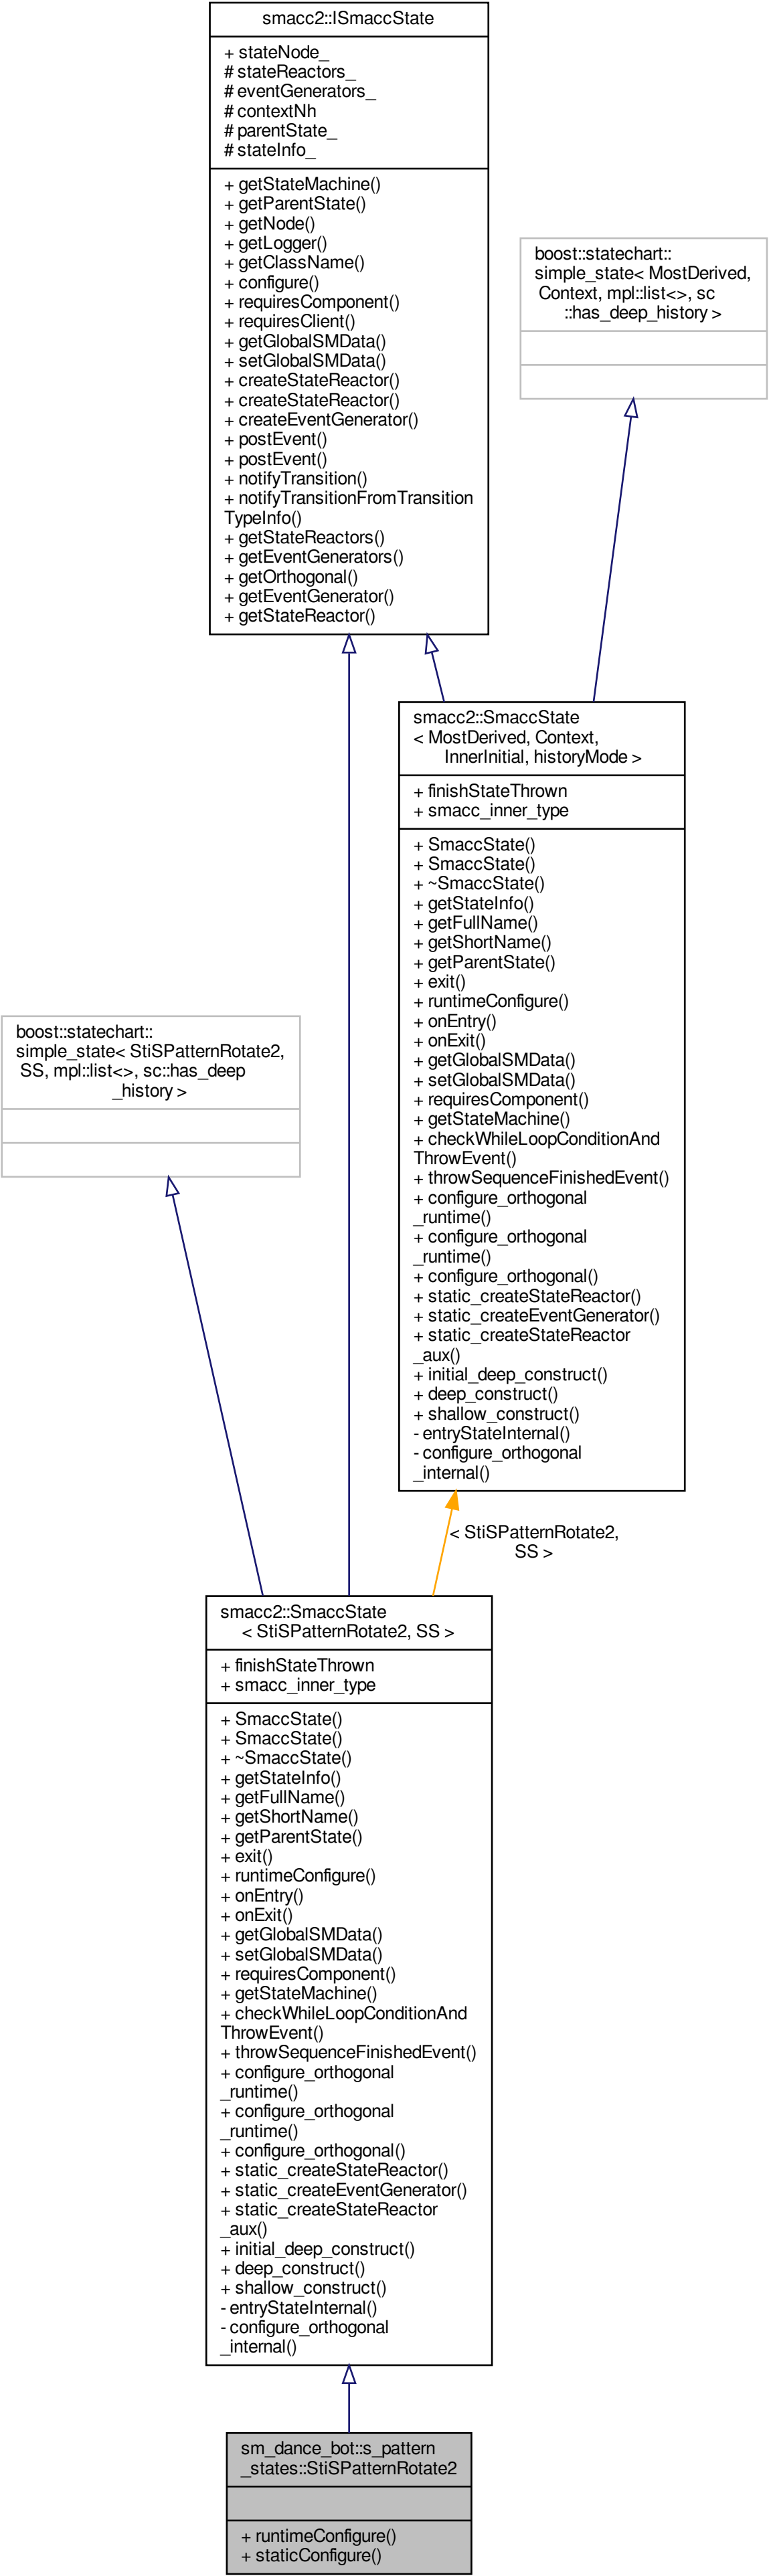 smacc2::ISmaccState
+ stateNode_
# stateReactors_
# eventGenerators_
# contextNh
# parentState_
# stateInfo_
+ getStateMachine()
+ getParentState()
+ getNode()
+ getLogger()
+ getClassName()
+ configure()
+ requiresComponent()
+ requiresClient()
+ getGlobalSMData()
+ setGlobalSMData()
+ createStateReactor()
+ createStateReactor()
+ createEventGenerator()
+ postEvent()
+ postEvent()
+ notifyTransition()
+ notifyTransitionFromTransition
TypeInfo()
+ getStateReactors()
+ getEventGenerators()
+ getOrthogonal()
+ getEventGenerator()
+ getStateReactor()
boost::statechart::
simple_state< MostDerived,
Context, mpl::list<>, sc
::has_deep_history >
smacc2::SmaccState
< MostDerived, Context,
InnerInitial, historyMode >
+ finishStateThrown
+ smacc_inner_type
+ SmaccState()
+ SmaccState()
+ ~SmaccState()
+ getStateInfo()
+ getFullName()
+ getShortName()
+ getParentState()
+ exit()
+ runtimeConfigure()
+ onEntry()
+ onExit()
+ getGlobalSMData()
+ setGlobalSMData()
+ requiresComponent()
+ getStateMachine()
+ checkWhileLoopConditionAnd
ThrowEvent()
+ throwSequenceFinishedEvent()
+ configure_orthogonal
_runtime()
+ configure_orthogonal
_runtime()
+ configure_orthogonal()
+ static_createStateReactor()
+ static_createEventGenerator()
+ static_createStateReactor
_aux()
+ initial_deep_construct()
+ deep_construct()
+ shallow_construct()
- entryStateInternal()
- configure_orthogonal
_internal()
boost::statechart::
simple_state< StiSPatternRotate2,
SS, mpl::list<>, sc::has_deep
_history >
< StiSPatternRotate2,
SS >
smacc2::SmaccState
< StiSPatternRotate2, SS >
+ finishStateThrown
+ smacc_inner_type
+ SmaccState()
+ SmaccState()
+ ~SmaccState()
+ getStateInfo()
+ getFullName()
+ getShortName()
+ getParentState()
+ exit()
+ runtimeConfigure()
+ onEntry()
+ onExit()
+ getGlobalSMData()
+ setGlobalSMData()
+ requiresComponent()
+ getStateMachine()
+ checkWhileLoopConditionAnd
ThrowEvent()
+ throwSequenceFinishedEvent()
+ configure_orthogonal
_runtime()
+ configure_orthogonal
_runtime()
+ configure_orthogonal()
+ static_createStateReactor()
+ static_createEventGenerator()
+ static_createStateReactor
_aux()
+ initial_deep_construct()
+ deep_construct()
+ shallow_construct()
- entryStateInternal()
- configure_orthogonal
_internal()
sm_dance_bot::s_pattern
_states::StiSPatternRotate2
+ runtimeConfigure()
+ staticConfigure()